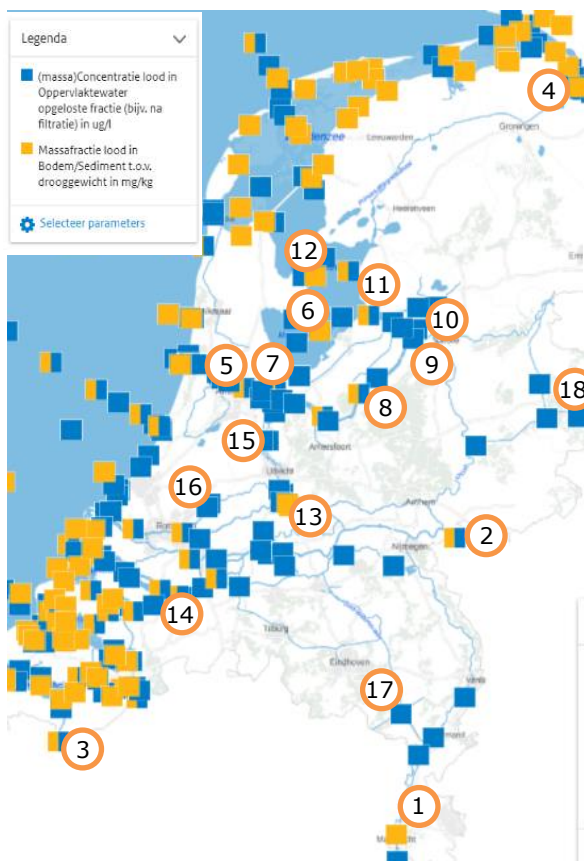 Legenda
(massa)Concentratie lood in
Oppervlaktewater
opgeloste fractie (bijv. na
filtratie) in ug/l
Massafractie lood in
Bodem/Sediment t.o.v.
drooggewicht in mg/kg
Selecteer parameters
4
Groningen
Leeuwarden
Heerenveen
12
11
6
10
5
7
9
8
18
15
Amersfoort
Utrecht
16
13
Arnhem
2
Nijmegen
14
Tilburg
Eindhoven
17
3
1